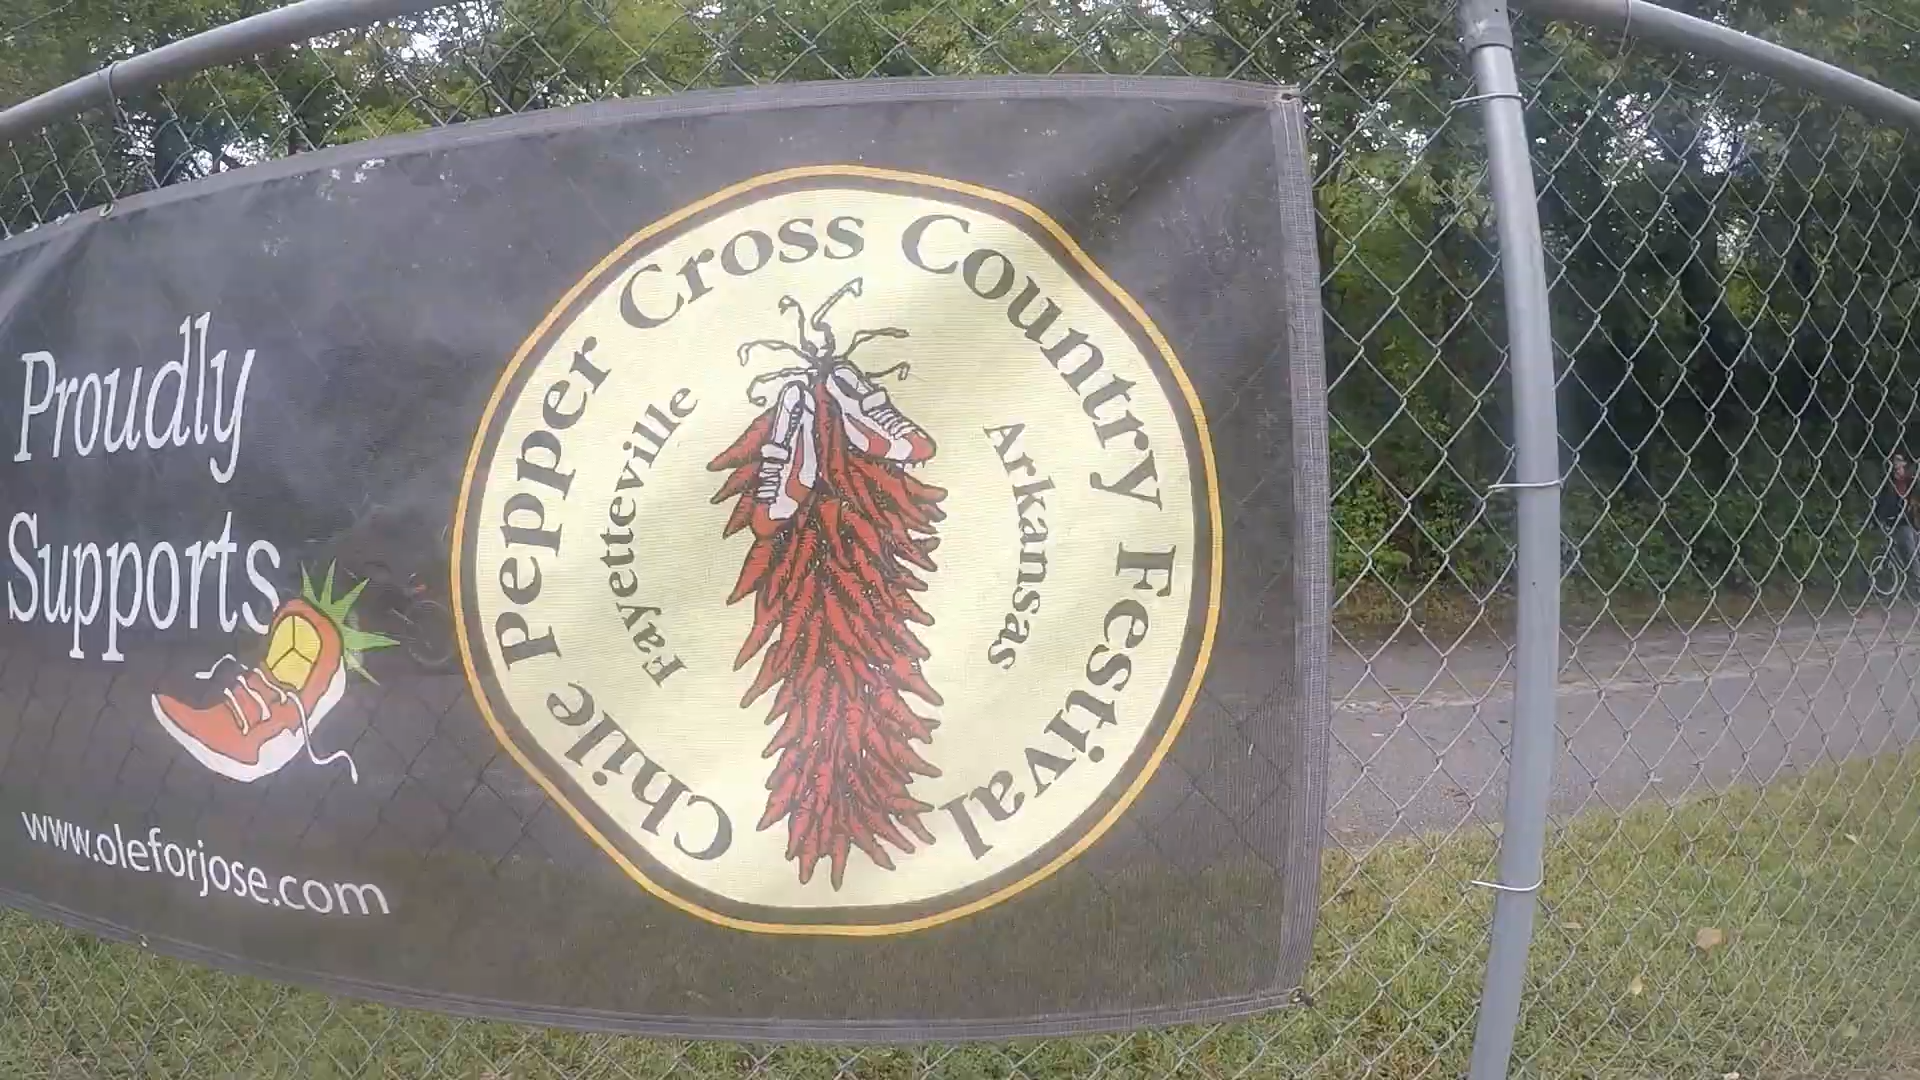 Proudly
Supports
www.oleforjose.com
Chile Pepper Cross Country Festival
Fayetteville
Arkansas